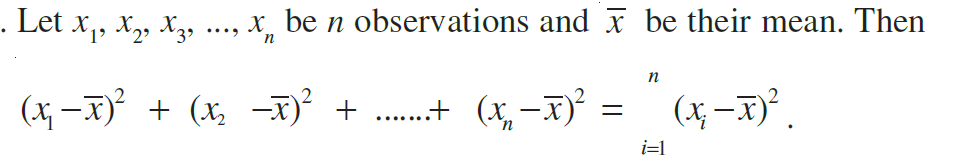 . Let x₁, x₂, x₃, ..., xₙ be n observations and x̅ be their mean. Then
(x₁ – x̅)² + (x₂ – x̅)² + .......+ (xₙ – x̅)² = ⁿᵢ₌₁ (xᵢ – x̅)² .